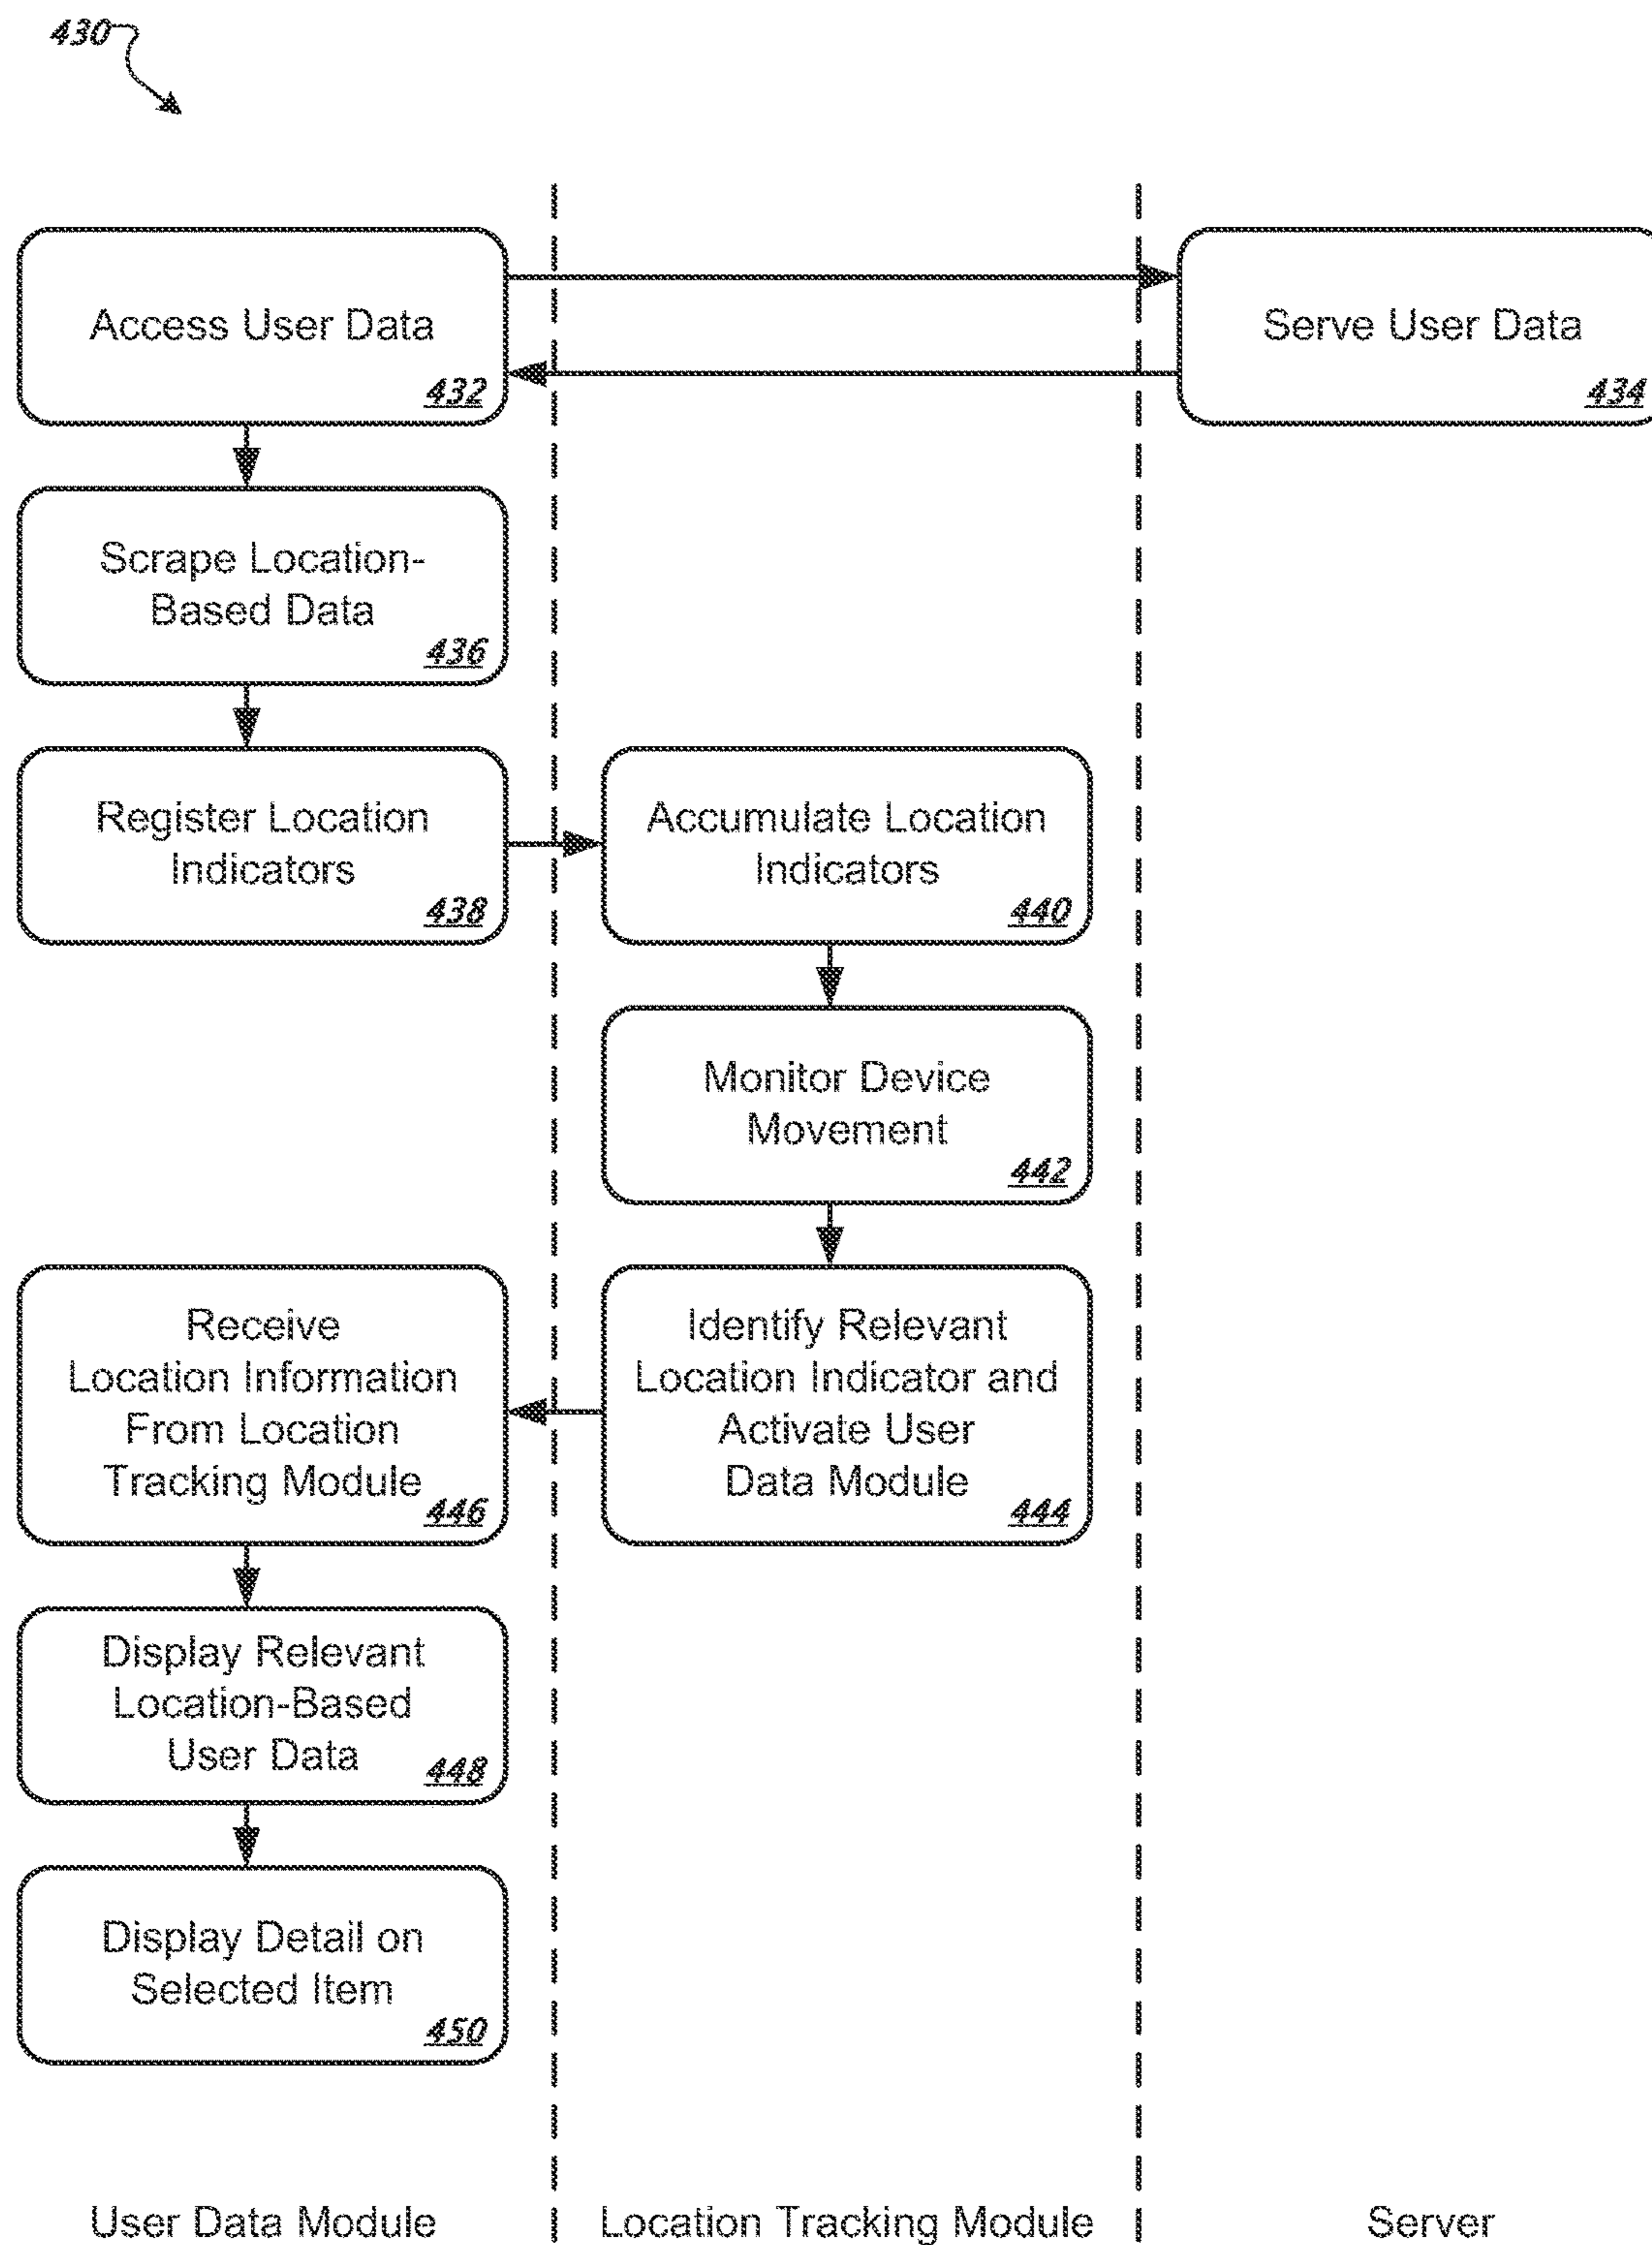 430
Access User Data
432
Serve User Data
434
Scrape Location-
Based Data
436
Register Location
Indicators
438
Accumulate Location
Indicators
440
Monitor Device
Movement
442
Receive
Location Information
From Location
Tracking Module
446
Identify Relevant
Location Indicator and
Activate User
Data Module
444
Display Relevant
Location-Based
User Data
448
Display Detail on
Selected Item
450
User Data Module
Location Tracking Module
Server